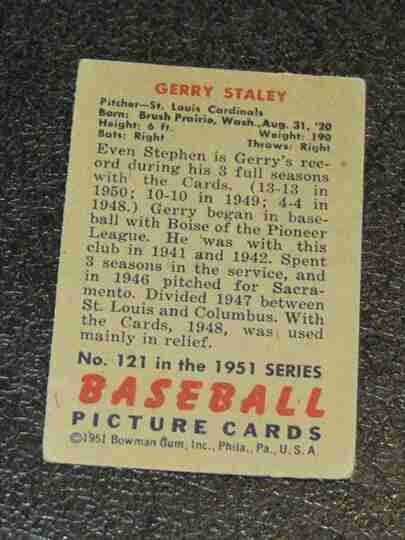 GERRY STALEY
Pitcher—St. Louis Cardinals
Born: Brush Prairie, Wash., Aug. 31, '20
Height: 6 ft. Weight: 190
Bats: Right Throws: Right
Even Stephen is Gerry's rec-
ord during his 3 full seasons
with the Cards. (13-13 in
1950; 10-10 in 1949; 4-4 in
1948.) Gerry began in base-
ball with Boise of the Pioneer
League. He was with this
club in 1941 and 1942. Spent
3 seasons in the service, and
in 1946 pitched for Sacra-
mento. Divided 1947 between
St. Louis and Columbus. With
the Cards, 1948, was used
mainly in relief.
No. 121 in the 1951 SERIES
BASEBALL
PICTURE CARDS
©1951 Bowman Gum, Inc., Phila., Pa., U. S. A.